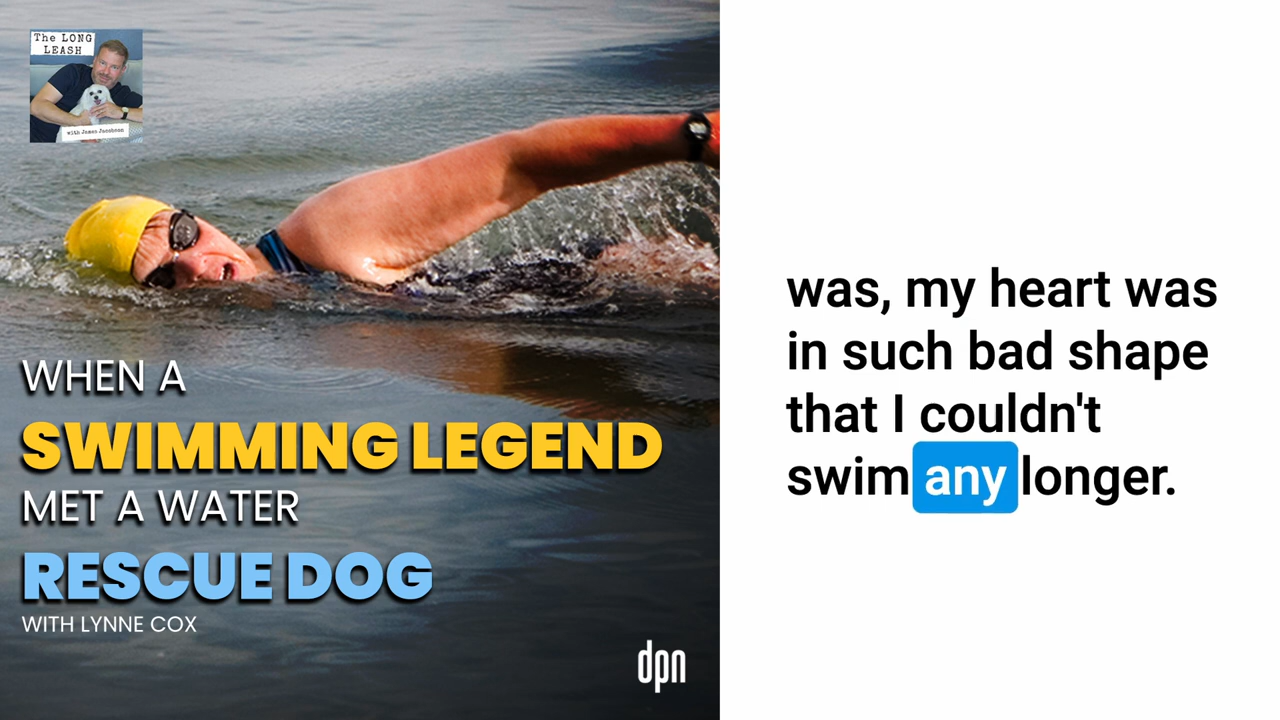 The LONG
LEASH
with James Jacobson
WHEN A
SWIMMING LEGEND
MET A WATER
RESCUE DOG
WITH LYNNE COX
dpn
was, my heart was
in such bad shape
that I couldn't
swim any longer.